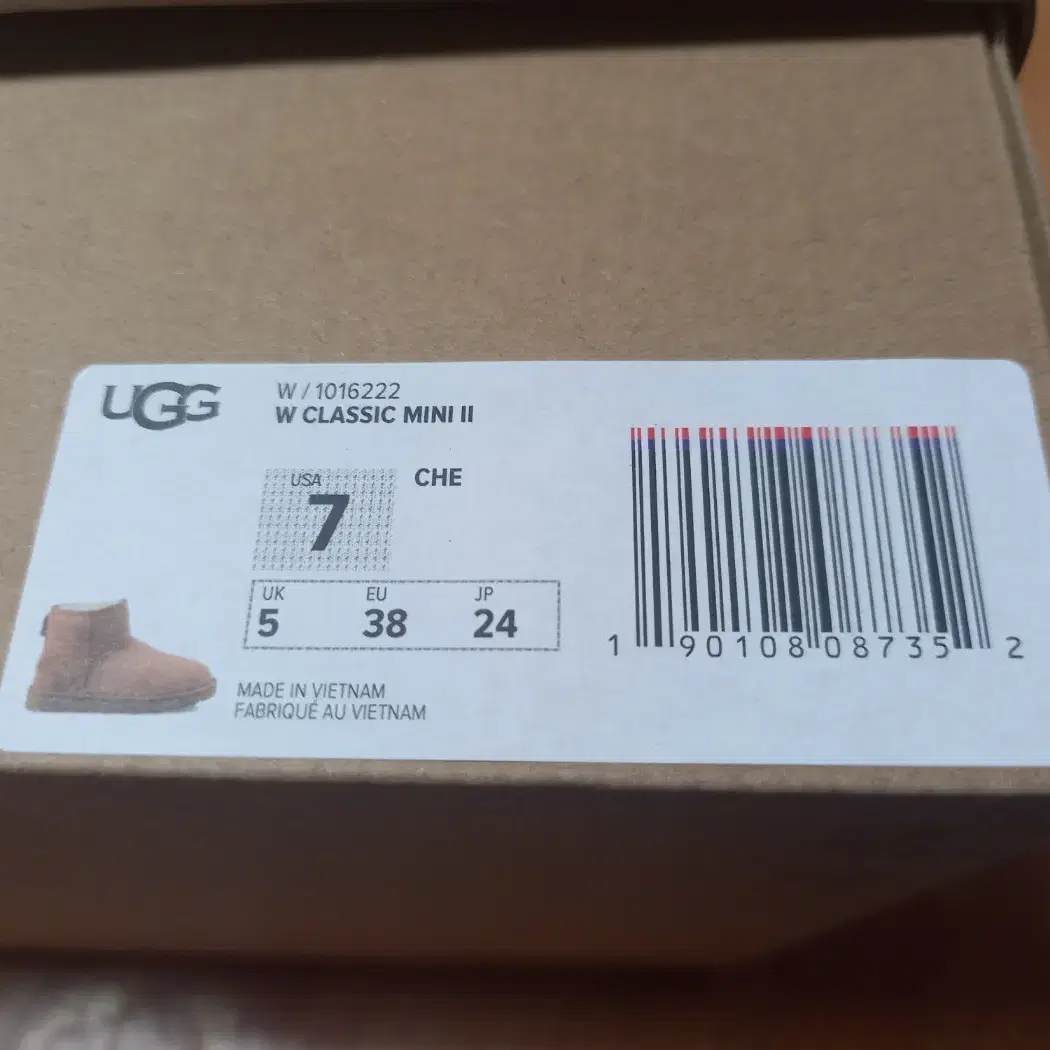 UGG
W / 1016222
W CLASSIC MINI II
USA
7
CHE
UK EU JP
5 38 24
MADE IN VIETNAM
FABRIQUÉ AU VIETNAM
1 90108 08735 2